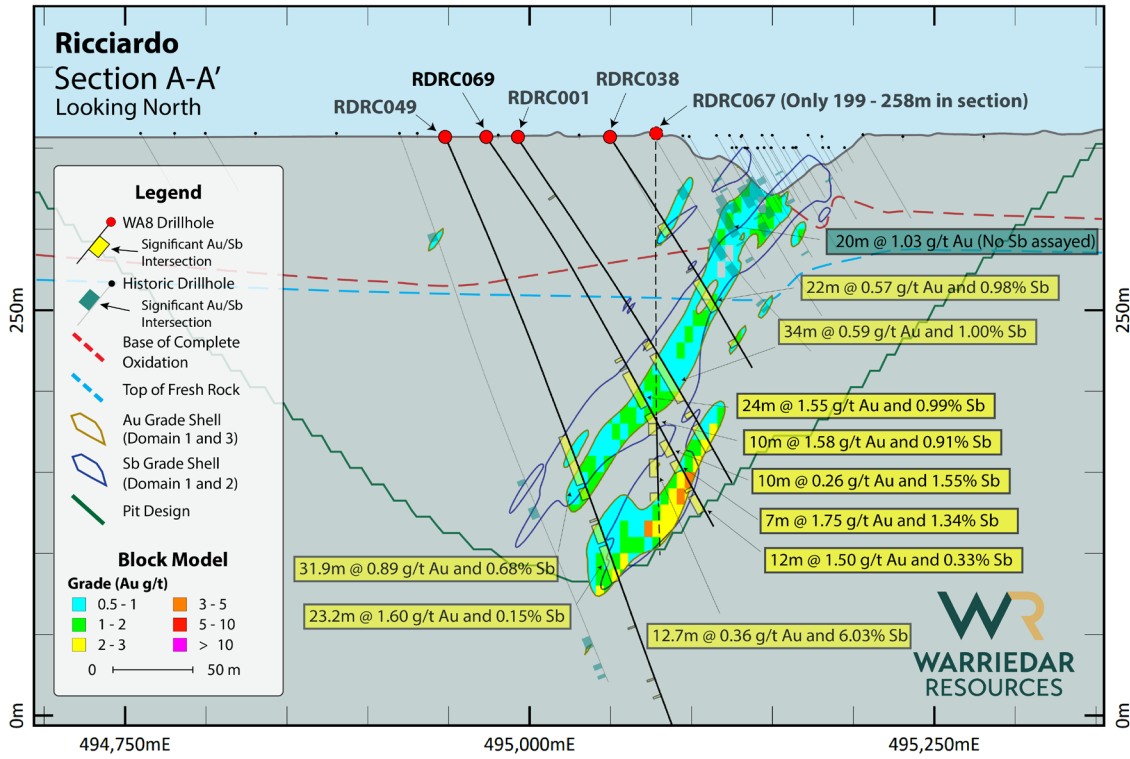 Ricciardo
Section A-A’
Looking North
RDRC049
RDRC069
RDRC001
RDRC038
RDRC067 (Only 199 - 258m in section)
Legend
WA8 Drillhole
Significant Au/Sb
Intersection
Historic Drillhole
Significant Au/Sb
Intersection
Base of Complete
Oxidation
Top of Fresh Rock
Au Grade Shell
(Domain 1 and 3)
Sb Grade Shell
(Domain 1 and 2)
Pit Design
Block Model
Grade (Au g/t)
0.5 - 1
1 - 2
2 - 3
3 - 5
5 - 10
> 10
0 50 m
20m @ 1.03 g/t Au (No Sb assayed)
22m @ 0.57 g/t Au and 0.98% Sb
34m @ 0.59 g/t Au and 1.00% Sb
24m @ 1.55 g/t Au and 0.99% Sb
10m @ 1.58 g/t Au and 0.91% Sb
10m @ 0.26 g/t Au and 1.55% Sb
7m @ 1.75 g/t Au and 1.34% Sb
12m @ 1.50 g/t Au and 0.33% Sb
31.9m @ 0.89 g/t Au and 0.68% Sb
23.2m @ 1.60 g/t Au and 0.15% Sb
12.7m @ 0.36 g/t Au and 6.03% Sb
WR
WARRIEDAR
RESOURCES
250m
250m
0m
0m
494,750mE
495,000mE
495,250mE